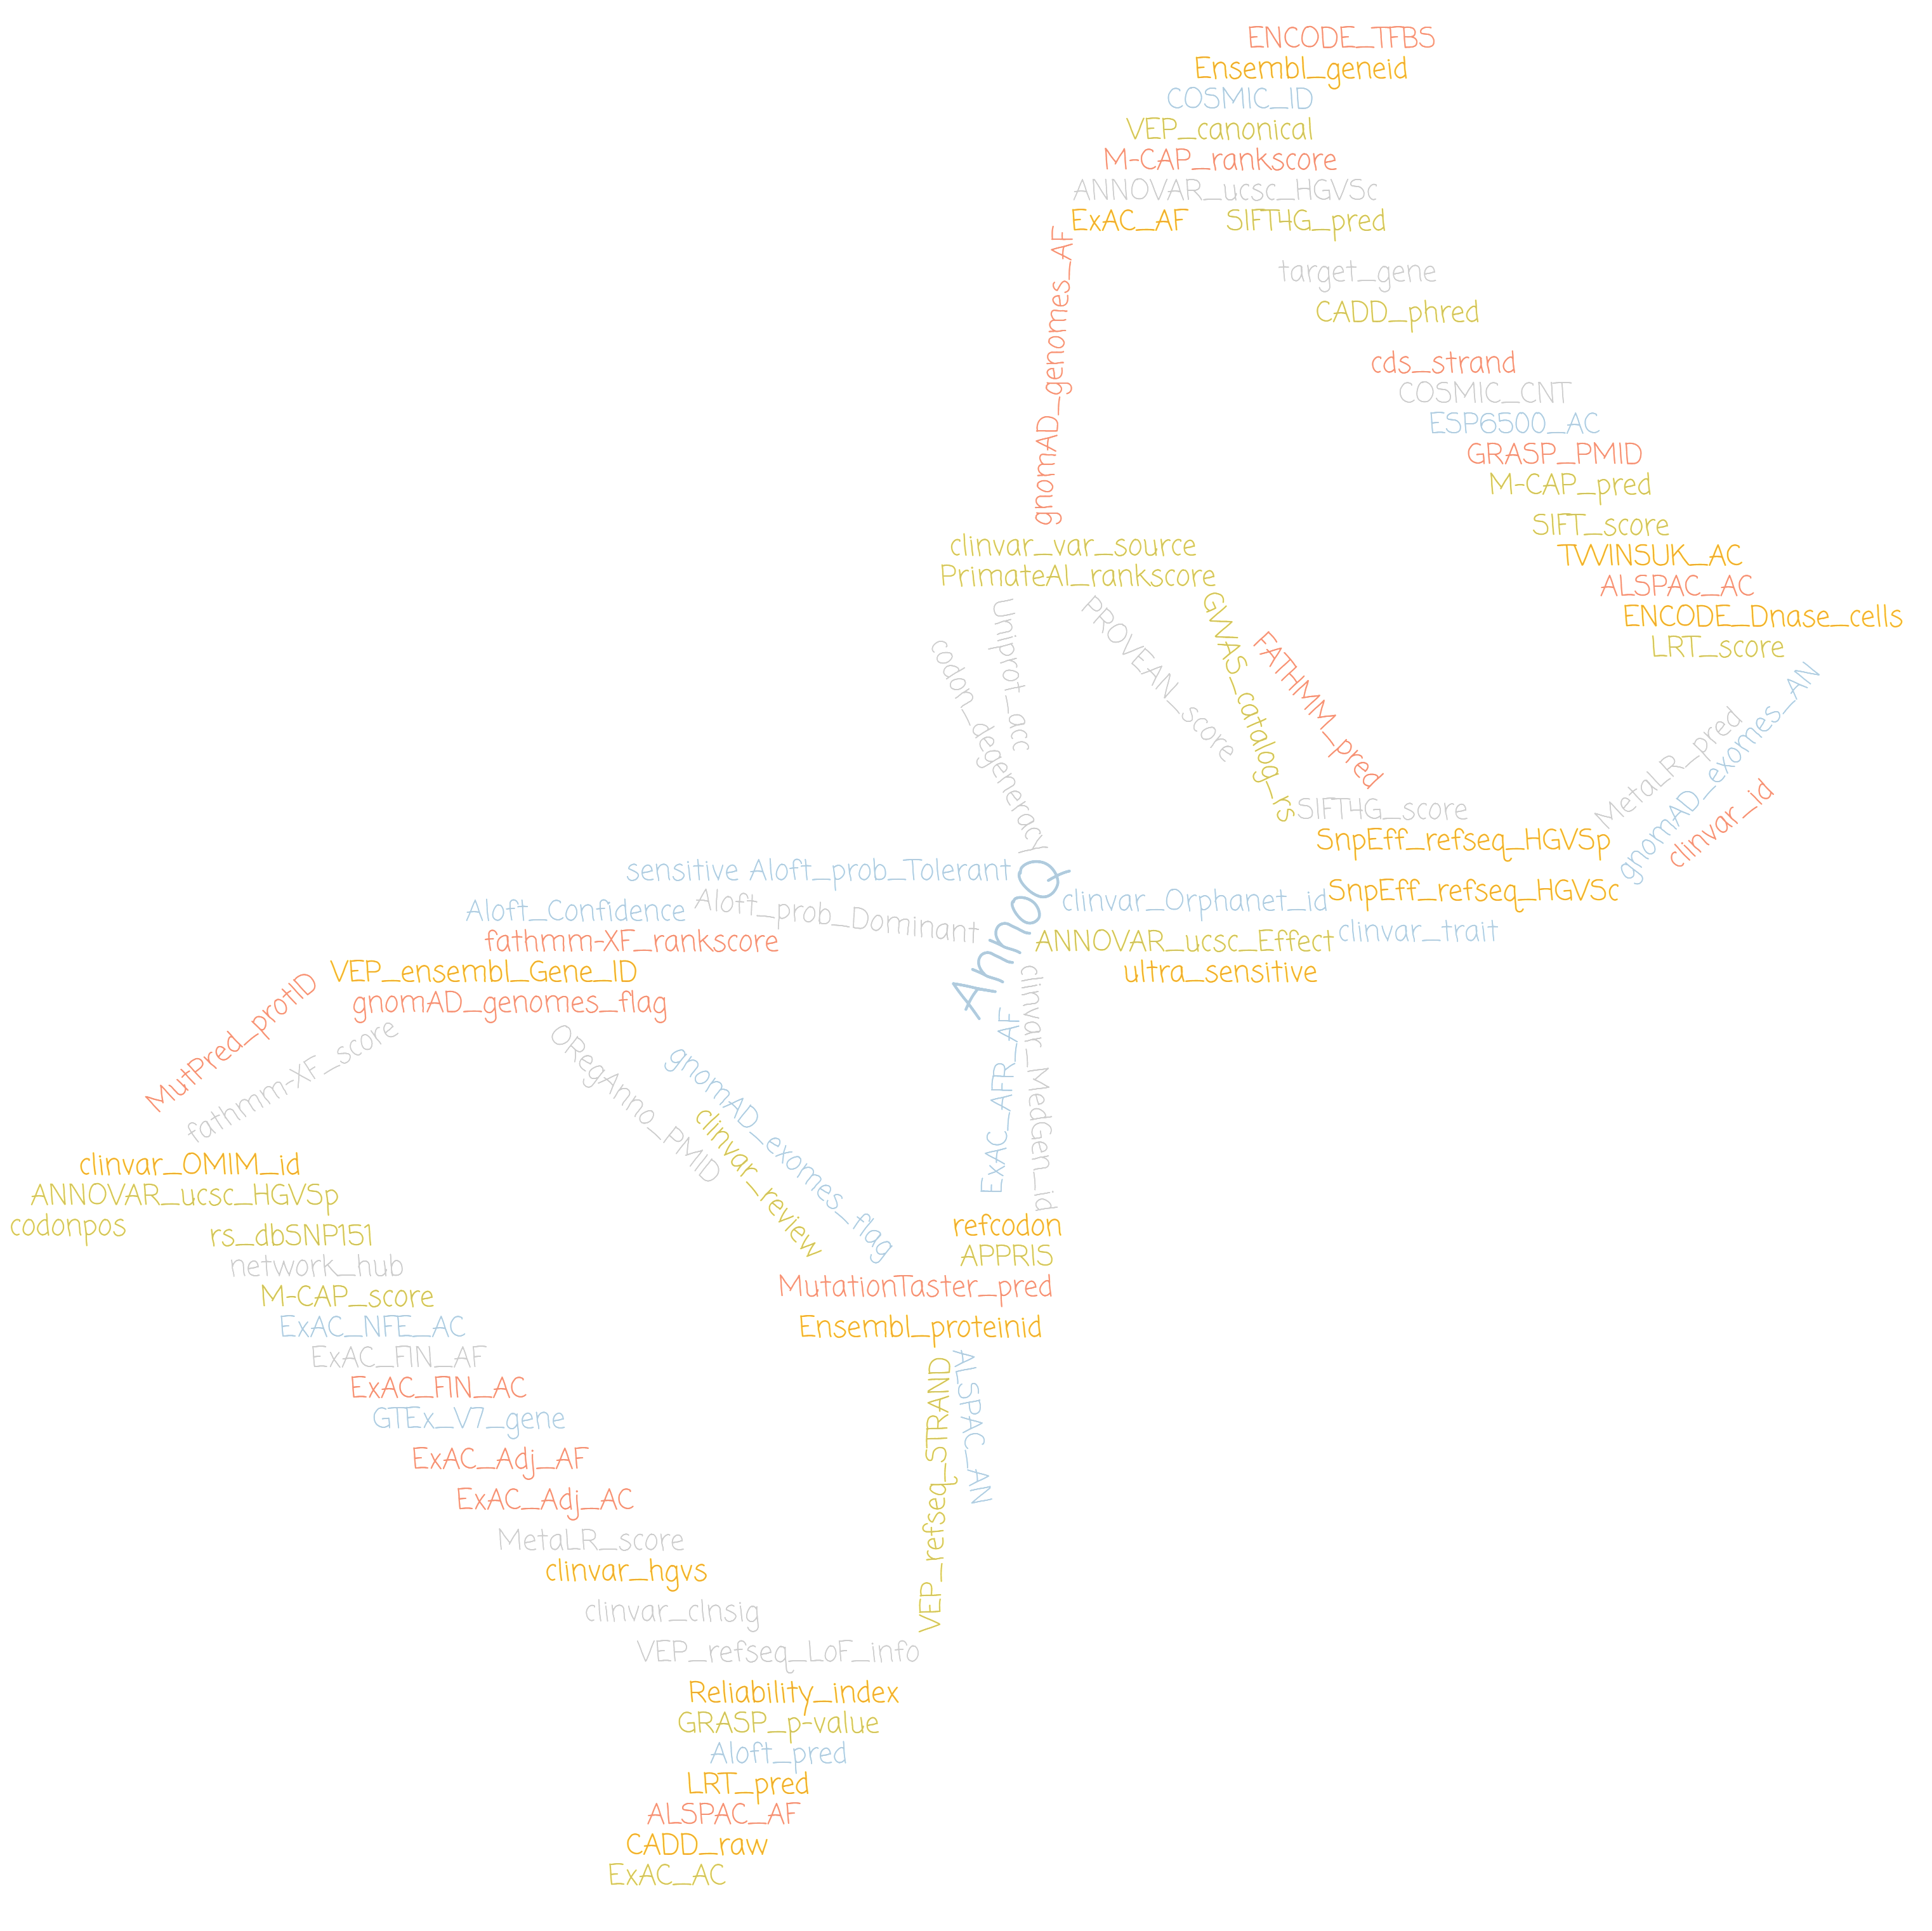 ENCODE_TFBS
Ensembl_geneid
COSMIC_ID
VEP_canonical
M-CAP_rankscore
ANNOVAR_ucsc_HGVSc
ExAC_AF
SIFT4G_pred
gnomAD_genomes_AF
target_gene
CADD_phred
cds_strand
COSMIC_CNT
ESP6500_AC
GRASP_PMID
M-CAP_pred
SIFT_score
clinvar_var_source
TWINSUK_AC
PrimateAI_rankscore
ALSPAC_AC
ENCODE_Dnase_cells
LRT_score
Uniprot_acc
codon_degeneracy
PROVEAN_score
GWAS_catalog_rs
FATHMM_pred
MetaLR_pred
gnomAD_exomes_AN
clinvar_id
SIFT4G_score
SnpEff_refseq_HGVSp
sensitive Aloft_prob_Tolerant
AnnoQ
clinvar_Orphanet_id
SnpEff_refseq_HGVSc
Aloft_Confidence
Aloft_prob_Dominant
fathmm-XF_rankscore
ANNOVAR_ucsc_Effect
clinvar_trait
VEP_ensembl_Gene_ID
ultra_sensitive
gnomAD_genomes_flag
MutPred_protID
fathmm-XF_score
ORegAnno_PMID
gnomAD_exomes_flag
clinvar_review
ExAC_AFR_AF
clinvar_MedGen_id
clinvar_OMIM_id
ANNOVAR_ucsc_HGVSp
codonpos
rs_dbSNP151
refcodon
APPRIS
network_hub
MutationTaster_pred
M-CAP_score
ExAC_NFE_AC
Ensembl_proteinid
ExAC_FIN_AF
ExAC_FIN_AC
GTEx_V7_gene
VEP_refseq_STRAND
ALSPAC_AN
ExAC_Adj_AF
ExAC_Adj_AC
MetaLR_score
clinvar_hgvs
clinvar_clnsig
VEP_refseq_LoF_info
Reliability_index
GRASP_p-value
Aloft_pred
LRT_pred
ALSPAC_AF
CADD_raw
ExAC_AC